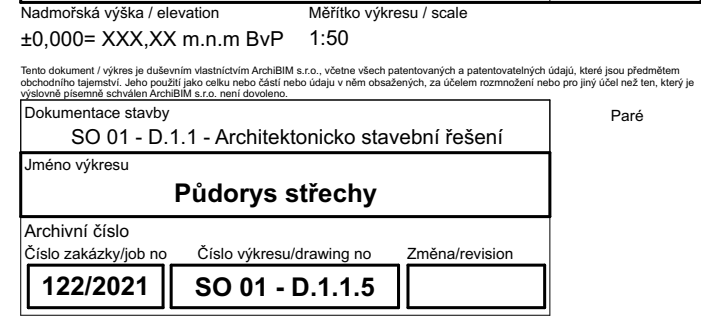 Nadmořská výška / elevation Měřítko výkresu / scale
±0,000= XXX,XX m.n.m BvP 1:50
Tento dokument / výkres je duševním vlastnictvím ArchiBIM s.r.o., včetne všech patentovaných a patentovatelných údajú, které jsou předmětem
obchodního tajemství. Jeho použití jako celku nebo částí nebo údaju v něm obsažených, za účelem rozmnožení nebo pro jiný účel než ten, který je
výslovně písemně schválen ArchiBIM s.r.o. není dovoleno.
Dokumentace stavby Paré
SO 01 - D.1.1 - Architektonicko stavební řešení
Jméno výkresu
Půdorys střechy
Archivní číslo
Číslo zakázky/job no Číslo výkresu/drawing no Změna/revision
122/2021 SO 01 - D.1.1.5